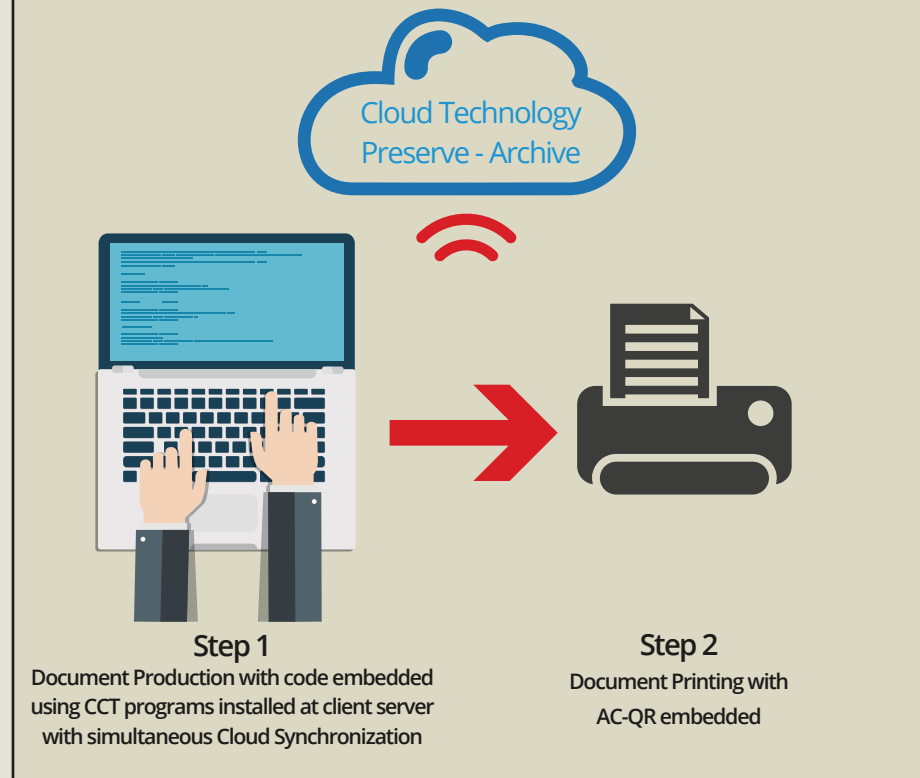 Cloud Technology
Preserve - Archive
Step 1
Document Production with code embedded
using CCT programs installed at client server
with simultaneous Cloud Synchronization
Step 2
Document Printing with
AC-QR embedded